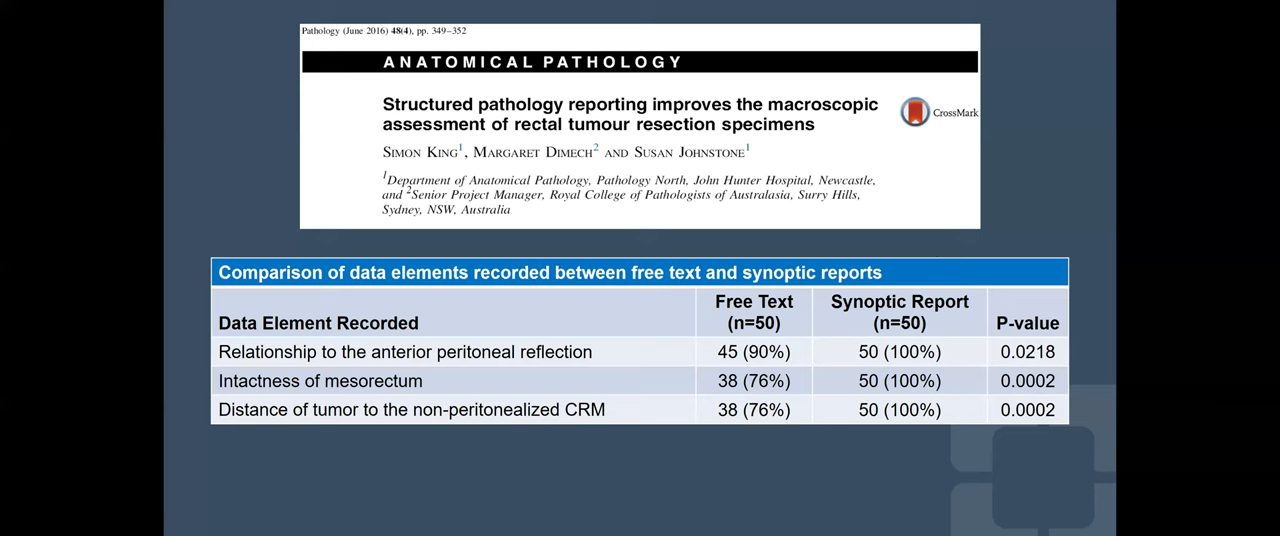 Pathology (June 2016) 48(4), pp. 349–352
ANATOMICAL PATHOLOGY
Structured pathology reporting improves the macroscopic
assessment of rectal tumour resection specimens
CrossMark
SIMON KING1, MARGARET DIMECH2 AND SUSAN JOHNSTONE1
1Department of Anatomical Pathology, Pathology North, John Hunter Hospital, Newcastle,
and 2Senior Project Manager, Royal College of Pathologists of Australasia, Surry Hills,
Sydney, NSW, Australia
Comparison of data elements recorded between free text and synoptic reports
Data Element Recorded Free Text (n=50) Synoptic Report (n=50) P-value
Relationship to the anterior peritoneal reflection 45 (90%) 50 (100%) 0.0218
Intactness of mesorectum 38 (76%) 50 (100%) 0.0002
Distance of tumor to the non-peritonealized CRM 38 (76%) 50 (100%) 0.0002